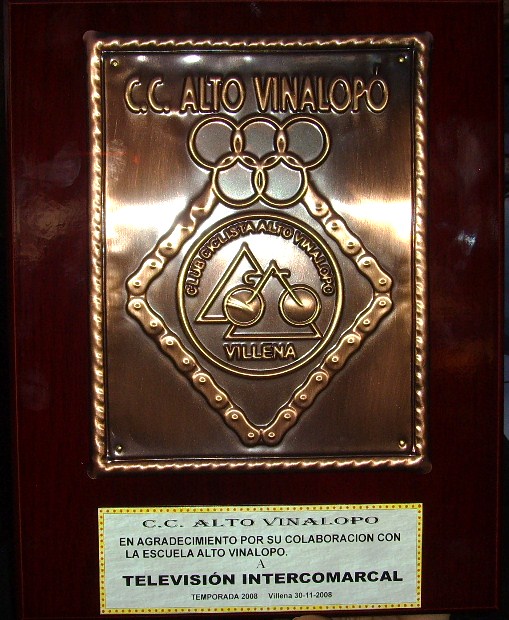 C.C. ALTO VINALOPÓ
CLUB CICLISTA ALTO VINALOPO
VILLENA
C.C. ALTO VINALOPO
EN AGRADECIMIENTO POR SU COLABORACION CON
LA ESCUELA ALTO VINALOPO.
A
TELEVISIÓN INTERCOMARCAL
TEMPORADA 2008 Villena 30-11-2008